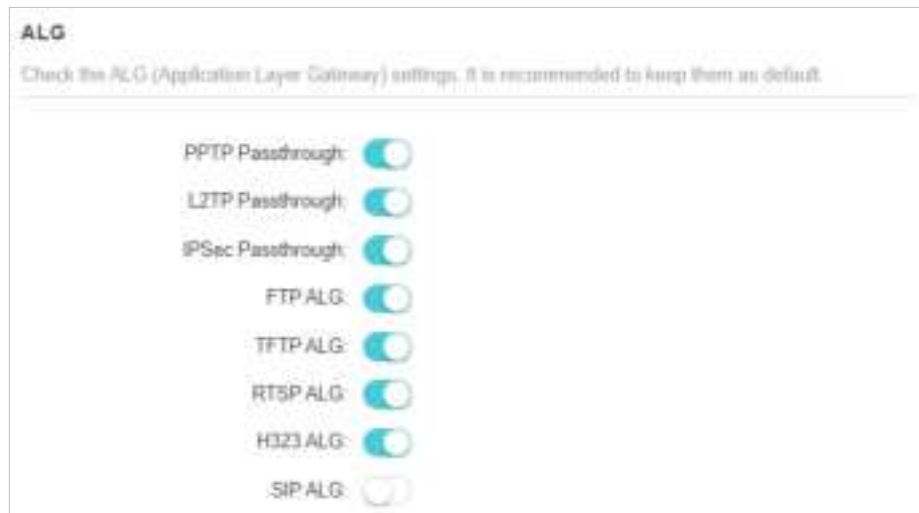 ALG
Check the ALG (Application Layer Gateway) settings. It is recommended to keep them as default.
PPTP Passthrough:
L2TP Passthrough:
IPSec Passthrough:
FTP ALG:
TFTP ALG:
RTSP ALG:
H323 ALG:
SIP ALG: